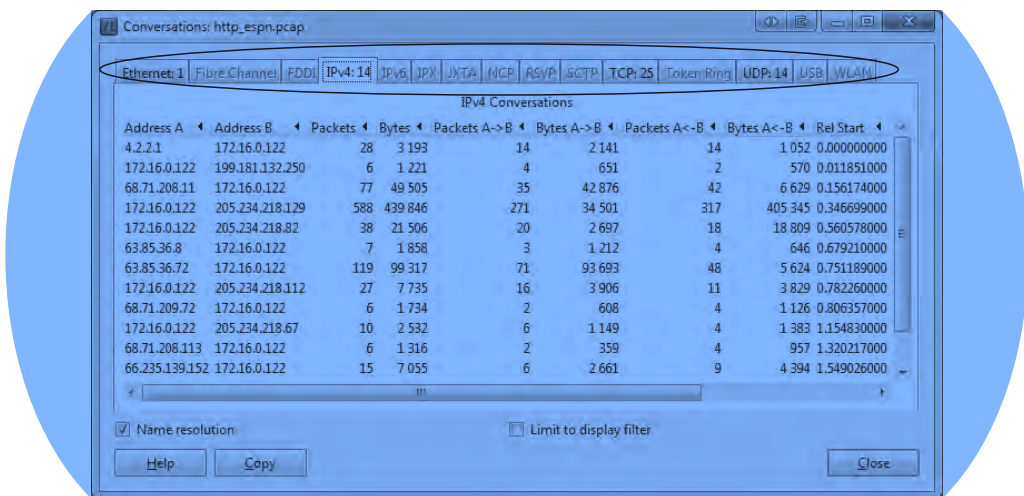 Conversations: http_espn.pcap
Ethernet: 1 Fibre Channel FDDI IPv4: 14 IPv6 IPX JXTA NCP RSVP SCTP TCP: 25 Token Ring UDP: 14 USB WLAN
IPv4 Conversations
Address A Address B Packets Bytes Packets A->B Bytes A->B Packets A<-B Bytes A<-B Rel Start
4.2.2.1 172.16.0.122 28 3 193 14 2 141 14 1 052 0.000000000
172.16.0.122 199.181.132.250 6 1 221 4 651 2 570 0.011851000
68.71.208.11 172.16.0.122 77 49 505 35 42 876 42 6 629 0.156174000
172.16.0.122 205.234.218.129 588 439 846 271 34 501 317 405 345 0.346699000
172.16.0.122 205.234.218.82 38 21 506 20 2 697 18 18 809 0.560578000
63.85.36.8 172.16.0.122 7 1 858 3 1 212 4 646 0.679210000
63.85.36.72 172.16.0.122 119 99 317 71 93 693 48 5 624 0.751189000
172.16.0.122 205.234.218.112 27 7 735 16 3 906 11 3 829 0.782260000
68.71.209.72 172.16.0.122 6 1 734 2 608 4 1 126 0.806357000
172.16.0.122 205.234.218.67 10 2 532 6 1 149 4 1 383 1.154830000
68.71.208.113 172.16.0.122 6 1 316 2 359 4 957 1.320217000
66.235.139.152 172.16.0.122 15 7 055 6 2 661 9 4 394 1.549026000
Name resolution Limit to display filter
Help Copy Close